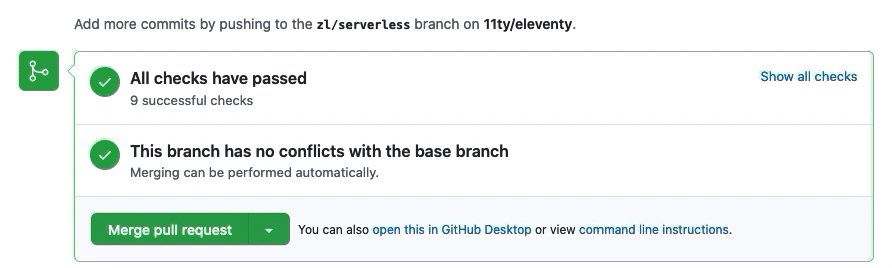 Add more commits by pushing to the zl/serverless branch on 11ty/eleventy.
All checks have passed
Show all checks
9 successful checks
This branch has no conflicts with the base branch
Merging can be performed automatically.
Merge pull request
You can also open this in GitHub Desktop or view command line instructions.